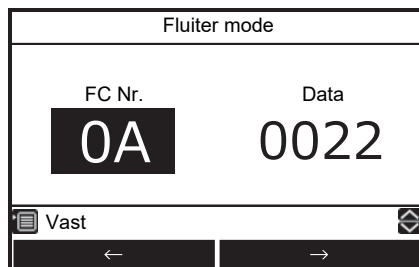 Fluiter mode
FC Nr. Data
0A 0022
Vast
← →